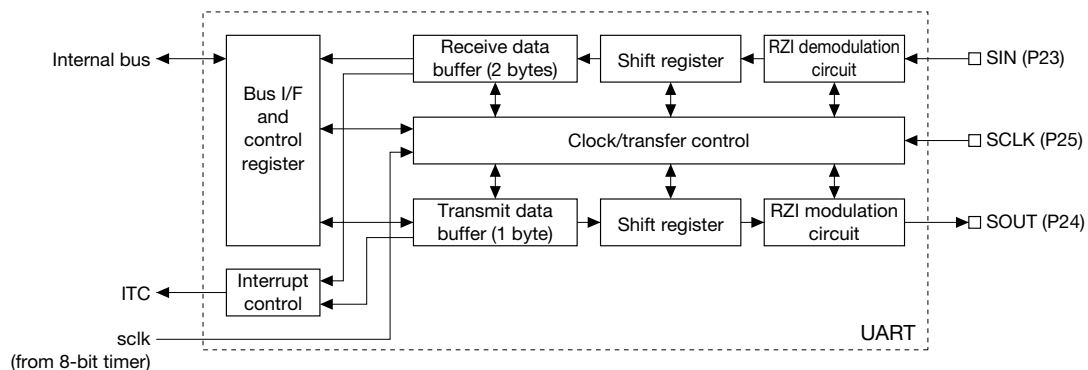 Internal bus
Bus I/F
and
control
register
Receive data
buffer (2 bytes)
Shift register
RZI demodulation
circuit
SIN (P23)
Clock/transfer control
SCLK (P25)
Transmit data
buffer (1 byte)
Shift register
RZI modulation
circuit
SOUT (P24)
ITC
Interrupt
control
sclk
(from 8-bit timer)
UART